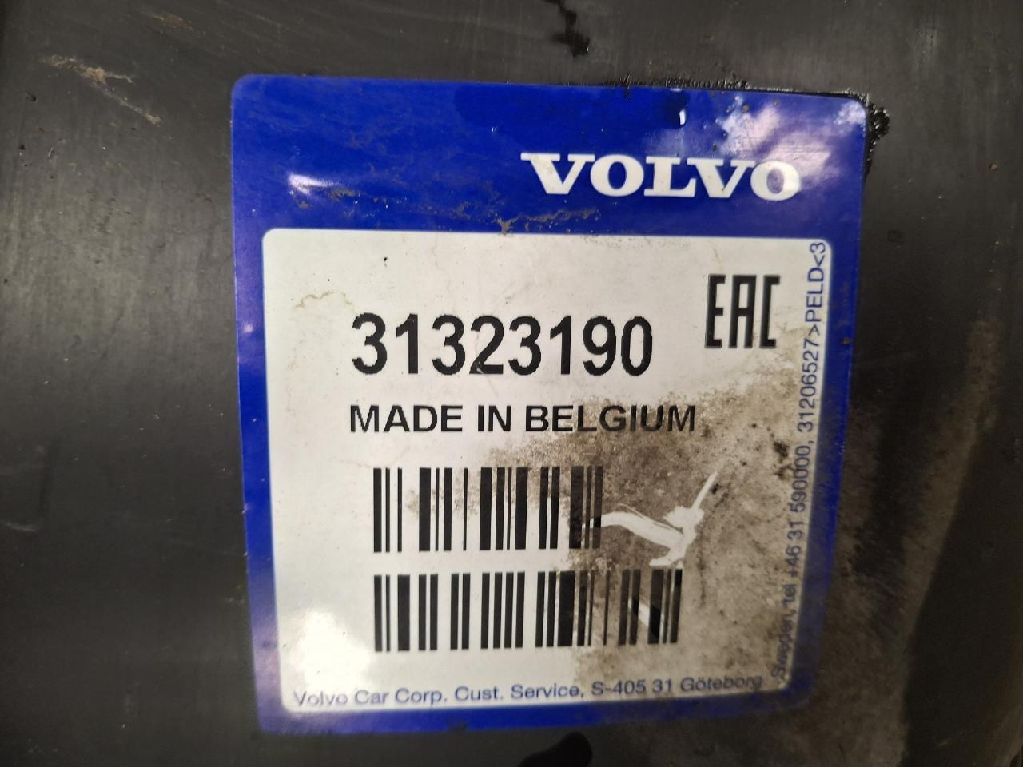 VOLVO
EAC
31323190
MADE IN BELGIUM
Volvo Car Corp. Cust. Service, S-405 31 Göteborg
Sweden, tel +46 31 590000, 31206527>PELD<3